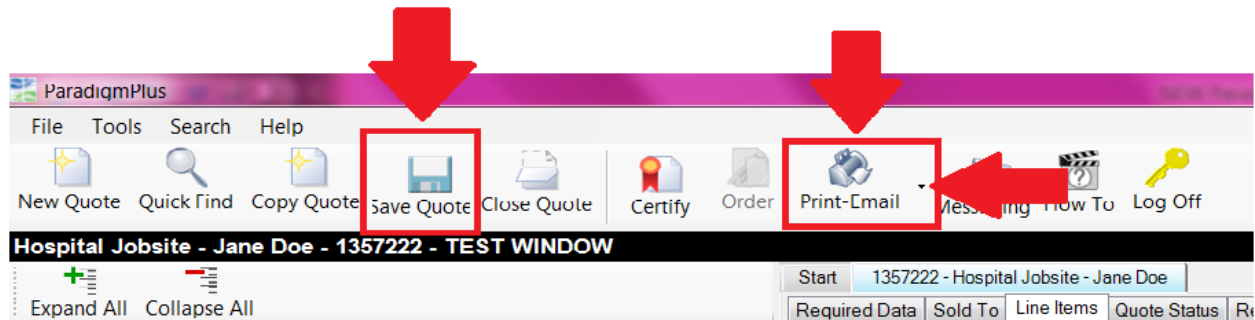 ParadigmPlus
File Tools Search Help
New Quote Quick Find Copy Quote Save Quote Close Quote Certify Order Print-Email How To Log Off
Hospital Jobsite - Jane Doe - 1357222 - TEST WINDOW
Start 1357222 - Hospital Jobsite - Jane Doe
Expand All Collapse All
Required Data Sold To Line Items Quote Status